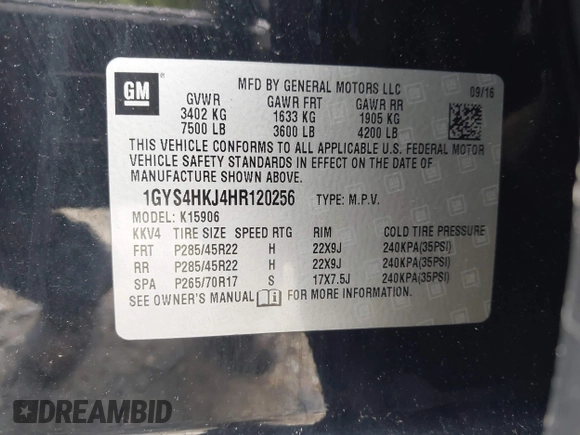 GM
MFD BY GENERAL MOTORS LLC
09/16
GVWR GAWR FRT GAWR RR
3402 KG 1633 KG 1905 KG
7500 LB 3600 LB 4200 LB
THIS VEHICLE CONFORMS TO ALL APPLICABLE U.S. FEDERAL MOTOR
VEHICLE SAFETY STANDARDS IN EFFECT ON THE DATE OF
MANUFACTURE SHOWN ABOVE.
1GYS4HKJ4HR120256 TYPE: M.P.V.
MODEL: K15906
KKV4 TIRE SIZE SPEED RTG RIM COLD TIRE PRESSURE
FRT P285/45R22 H 22X9J 240KPA(35PSI)
RR P285/45R22 H 22X9J 240KPA(35PSI)
SPA P265/70R17 S 17X7.5J 240KPA(35PSI)
SEE OWNER'S MANUAL FOR MORE INFORMATION
DREAMBID